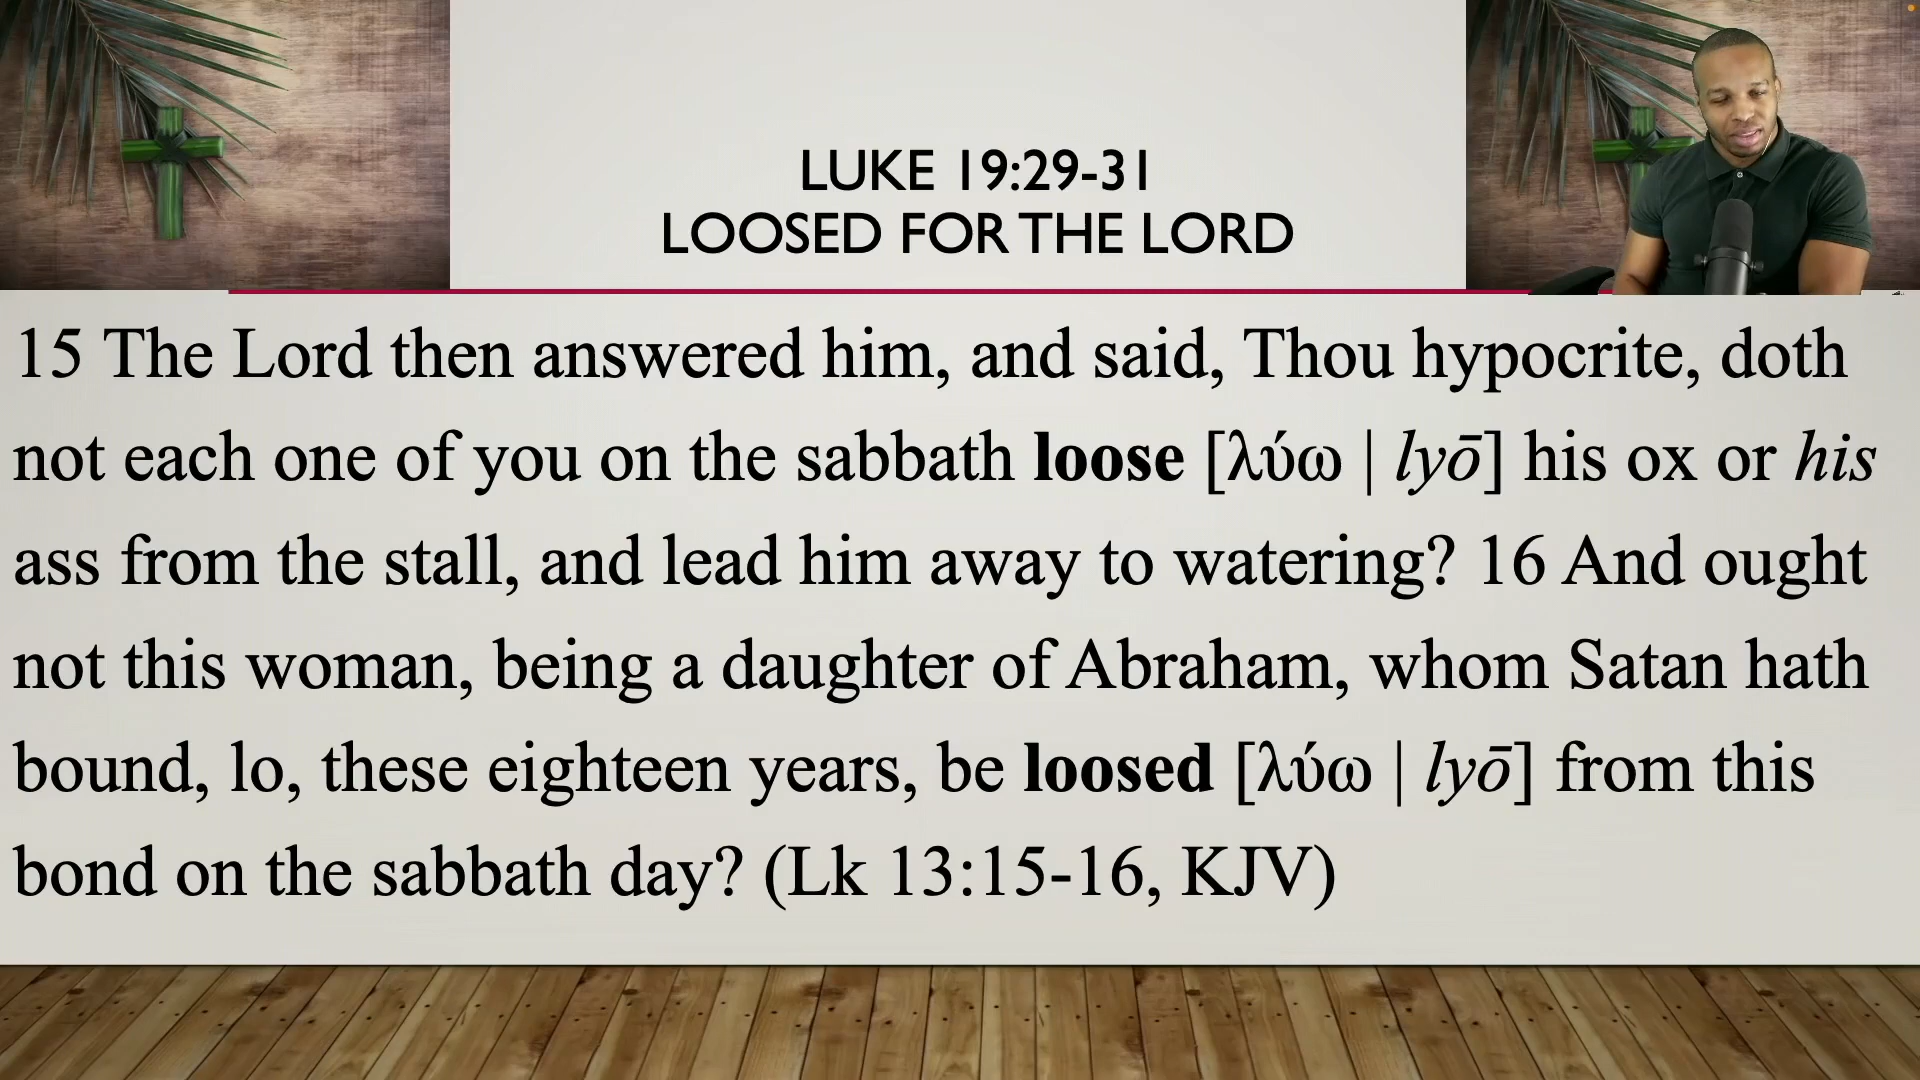 LUKE 19:29-31
LOOSED FOR THE LORD
15 The Lord then answered him, and said, Thou hypocrite, doth
not each one of you on the sabbath loose [λύω | lyō] his ox or his
ass from the stall, and lead him away to watering? 16 And ought
not this woman, being a daughter of Abraham, whom Satan hath
bound, lo, these eighteen years, be loosed [λύω | lyō] from this
bond on the sabbath day? (Lk 13:15-16, KJV)